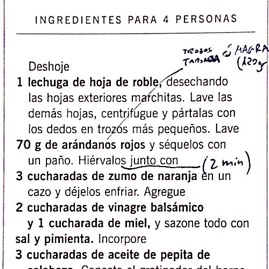 INGREDIENTES PARA 4 PERSONAS
TROZOS
ó MAGRA
Deshoje
1 lechuga de hoja de roble, desechando
las hojas exteriores marchitas. Lave las
demás hojas, centrifugue y pártalas con
los dedos en trozos más pequeños. Lave
70 g de arándanos rojos y séquelos con
un paño. Hiérvalos junto con (2 min)
3 cucharadas de zumo de naranja en un
cazo y déjelos enfriar. Agregue
2 cucharadas de vinagre balsámico
y 1 cucharada de miel, y sazone todo con
sal y pimienta. Incorpore
3 cucharadas de aceite de pepita de